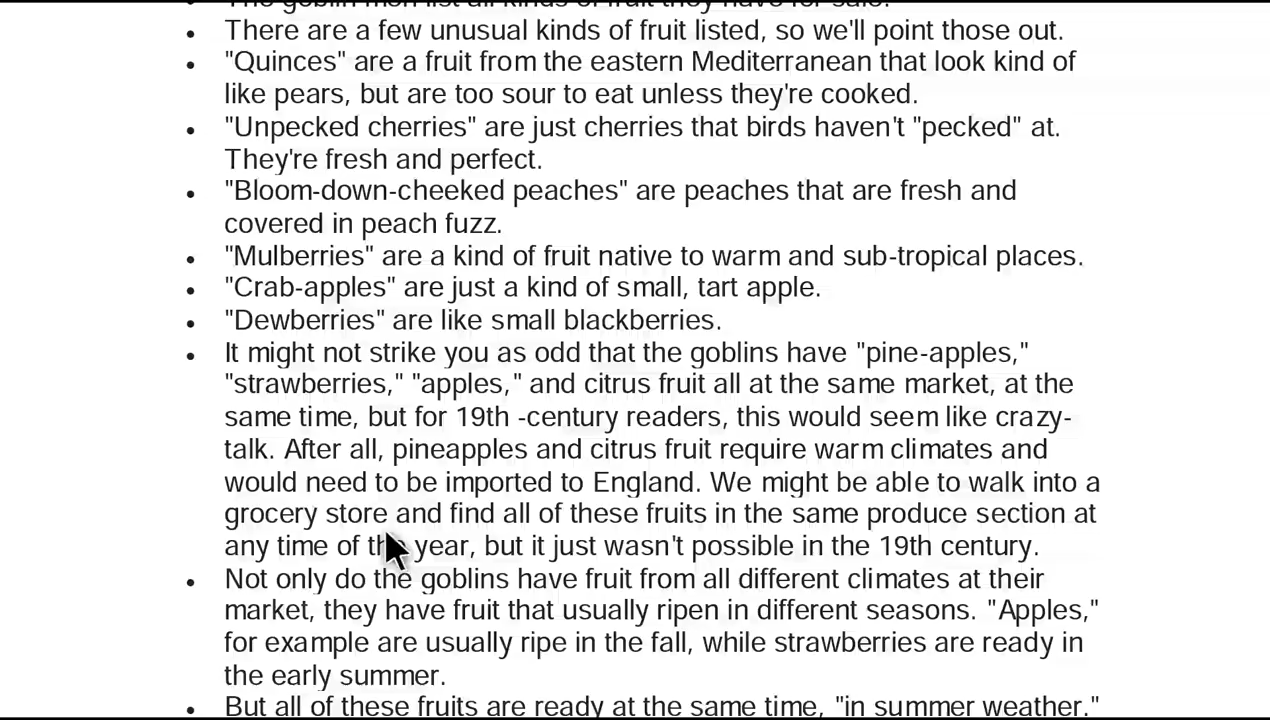 The goblin men list all kinds of fruit they have for sale.
• There are a few unusual kinds of fruit listed, so we'll point those out.
• "Quinces" are a fruit from the eastern Mediterranean that look kind of
like pears, but are too sour to eat unless they're cooked.
• "Unpecked cherries" are just cherries that birds haven't "pecked" at.
They're fresh and perfect.
• "Bloom-down-cheeked peaches" are peaches that are fresh and
covered in peach fuzz.
• "Mulberries" are a kind of fruit native to warm and sub-tropical places.
• "Crab-apples" are just a kind of small, tart apple.
• "Dewberries" are like small blackberries.
• It might not strike you as odd that the goblins have "pine-apples,"
"strawberries," "apples," and citrus fruit all at the same market, at the
same time, but for 19th -century readers, this would seem like crazy-
talk. After all, pineapples and citrus fruit require warm climates and
would need to be imported to England. We might be able to walk into a
grocery store and find all of these fruits in the same produce section at
any time of the year, but it just wasn't possible in the 19th century.
• Not only do the goblins have fruit from all different climates at their
market, they have fruit that usually ripen in different seasons. "Apples,"
for example are usually ripe in the fall, while strawberries are ready in
the early summer.
• But all of these fruits are ready at the same time, "in summer weather."